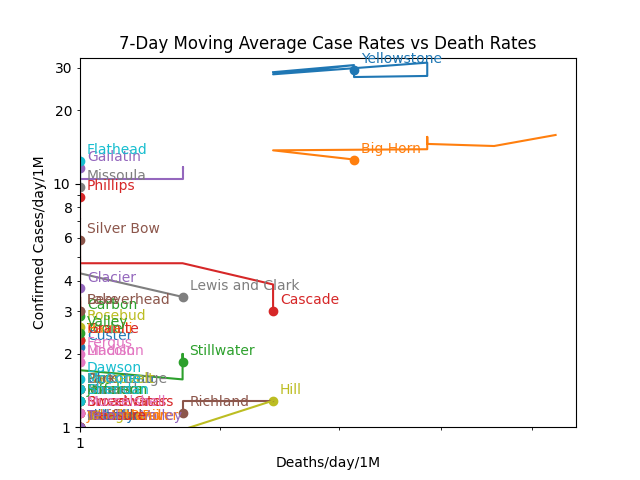 7-Day Moving Average Case Rates vs Death Rates
Yellowstone
30
20
Big Horn
Flathead
Gallatin
Missoula
10
Phillips
8
Silver Bow
6
Glacier
4
Lewis and Clark
Beaverhead
Cascade
Carbon
3
Rosebud
Valley
Custer
Fergus
Madison
Stillwater
2
Dawson
Hill
Richland
1
1
Confirmed Cases/day/1M
Deaths/day/1M